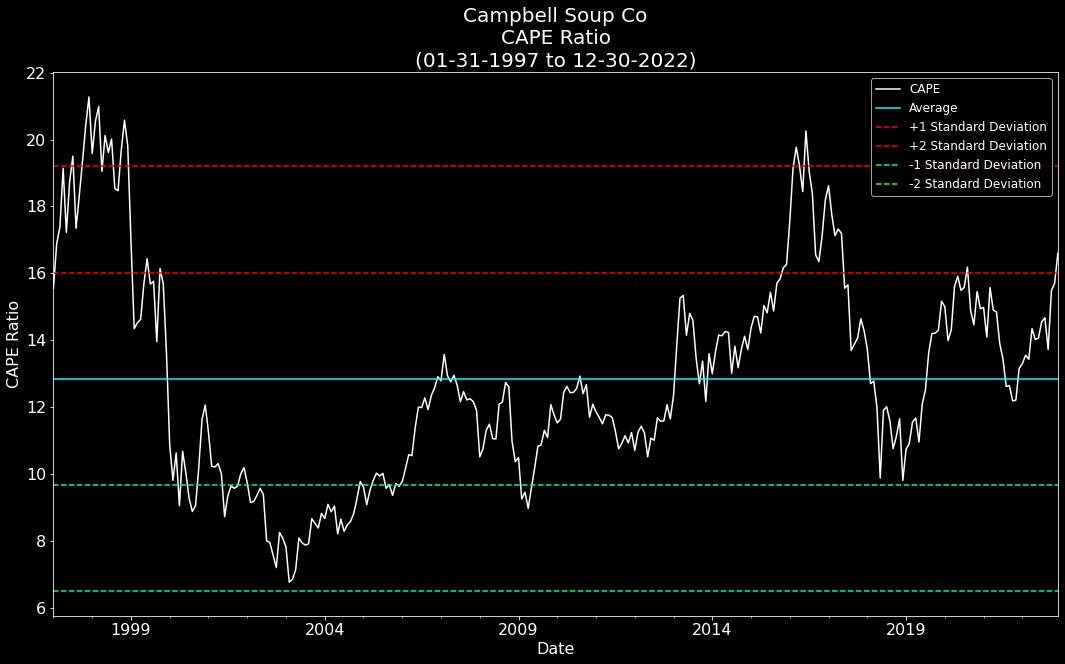 Campbell Soup Co
CAPE Ratio
(01-31-1997 to 12-30-2022)
22
20
18
16
14
12
10
8
6
CAPE Ratio
CAPE
Average
+1 Standard Deviation
+2 Standard Deviation
-1 Standard Deviation
-2 Standard Deviation
1999
2004
2009
2014
2019
Date